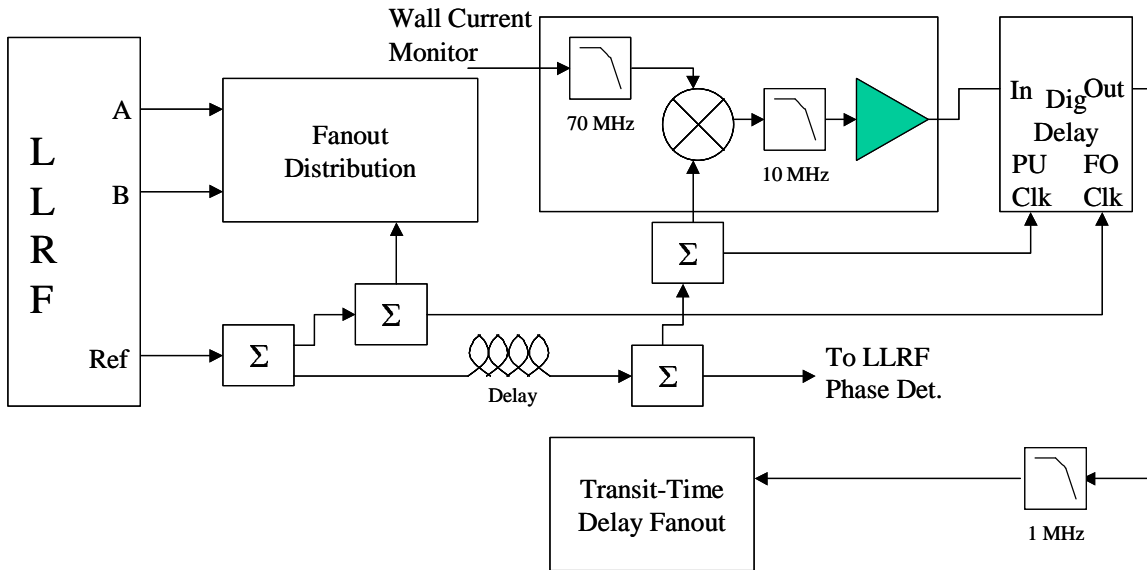 Wall Current
Monitor
L
L
R
F
A
B
Ref
Fanout
Distribution
70 MHz
10 MHz
In
Dig
Out
Delay
PU
Clk
FO
Clk
Σ
Σ
Σ
Σ
Delay
To LLRF
Phase Det.
Transit-Time
Delay Fanout
1 MHz